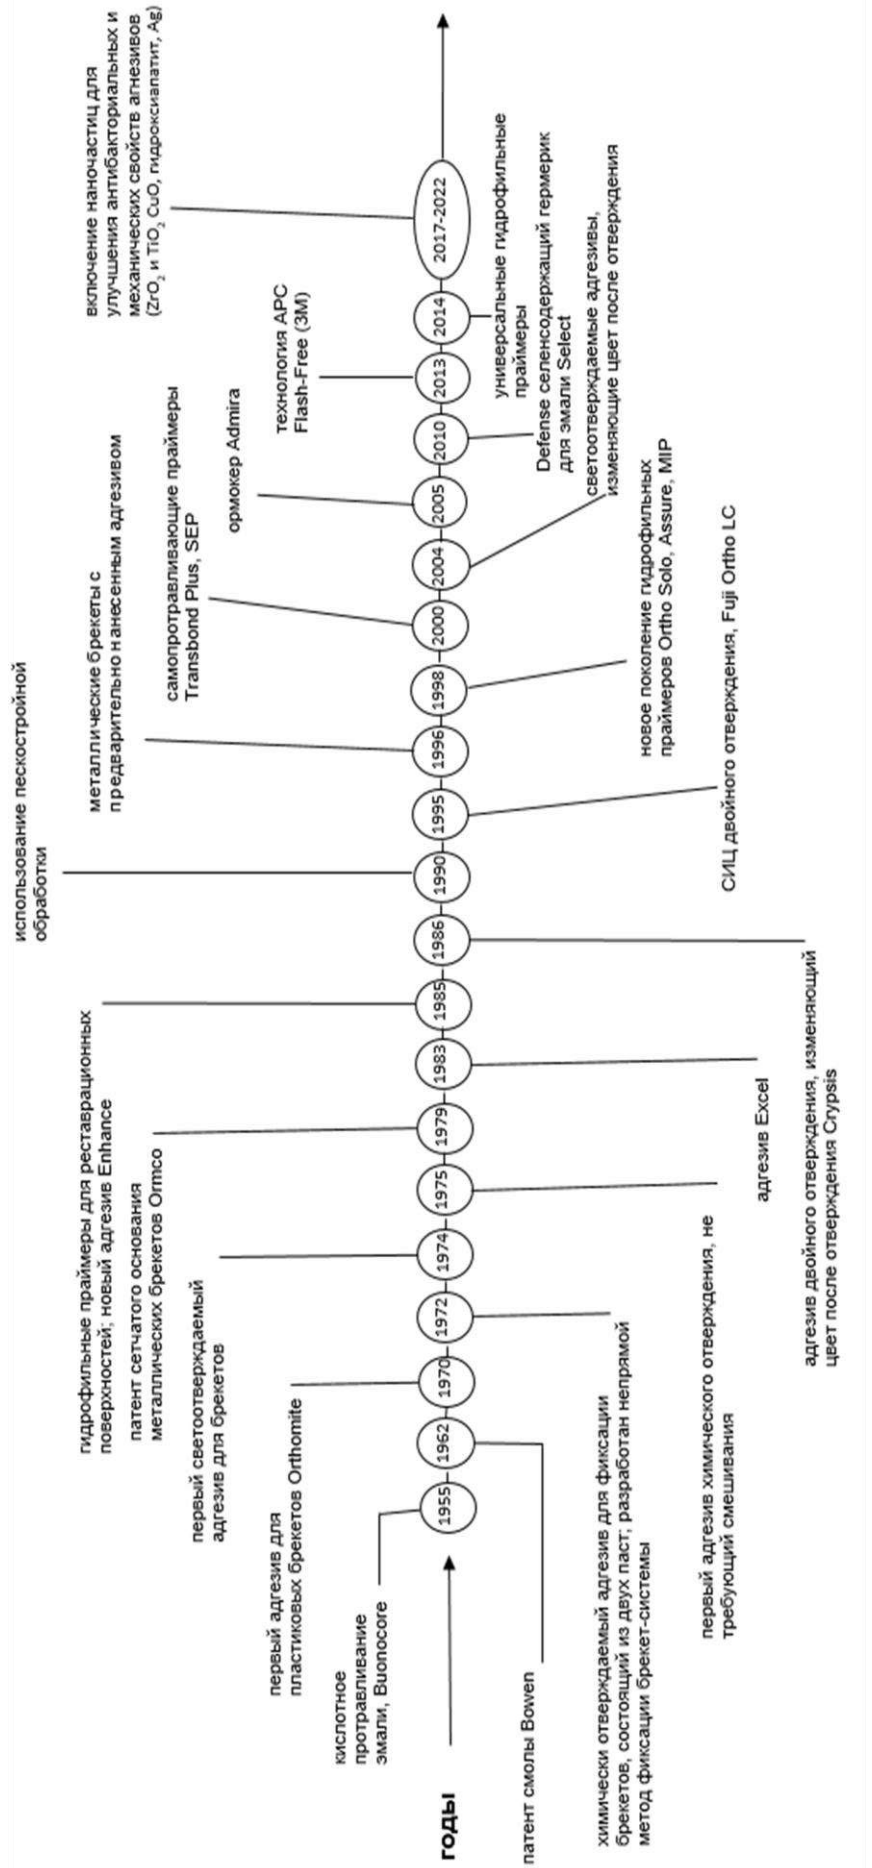 годы
кислотное
протравливание
эмали, Buonocore
1955
патент смолы Bowen
1962
первый адгезив для
пластиковых брекетов Orthomite
1970
химически отверждаемый адгезив для фиксации
брекетов, состоящий из двух паст; разработан непрямой
метод фиксации брекет-системы
1972
первый светоотверждаемый
адгезив для брекетов
1974
первый адгезив химического отверждения, не
требующий смешивания
1975
патент сетчатого основания
металлических брекетов Ormco
1979
адгезив Excel
1983
гидрофильные праймеры для реставрационных
поверхностей; новый адгезив Enhance
1985
адгезив двойного отверждения, изменяющий
цвет после отверждения Crypsis
1986
использование пескостройной
обработки
1990
СИЦ двойного отверждения, Fuji Ortho LC
1995
металлические брекеты с
предварительно нанесенным адгезивом
1996
новое поколение гидрофильных
праймеров Ortho Solo, Assure, MIP
1998
самопротравливающие праймеры
Transbond Plus, SEP
2000
светоотверждаемые адгезивы,
изменяющие цвет после отверждения
2004
ормокер Admira
2005
Defense селенсодержащий гермерик
для эмали Select
2010
технология APC
Flash-Free (3M)
2013
универсальные гидрофильные
праймеры
2014
включение наночастиц для
улучшения антибакториальных и
механических свойств агнезивов
(ZrO₂ и TiO₂ CuO, гидроксиапатит, Ag)
2017-2022